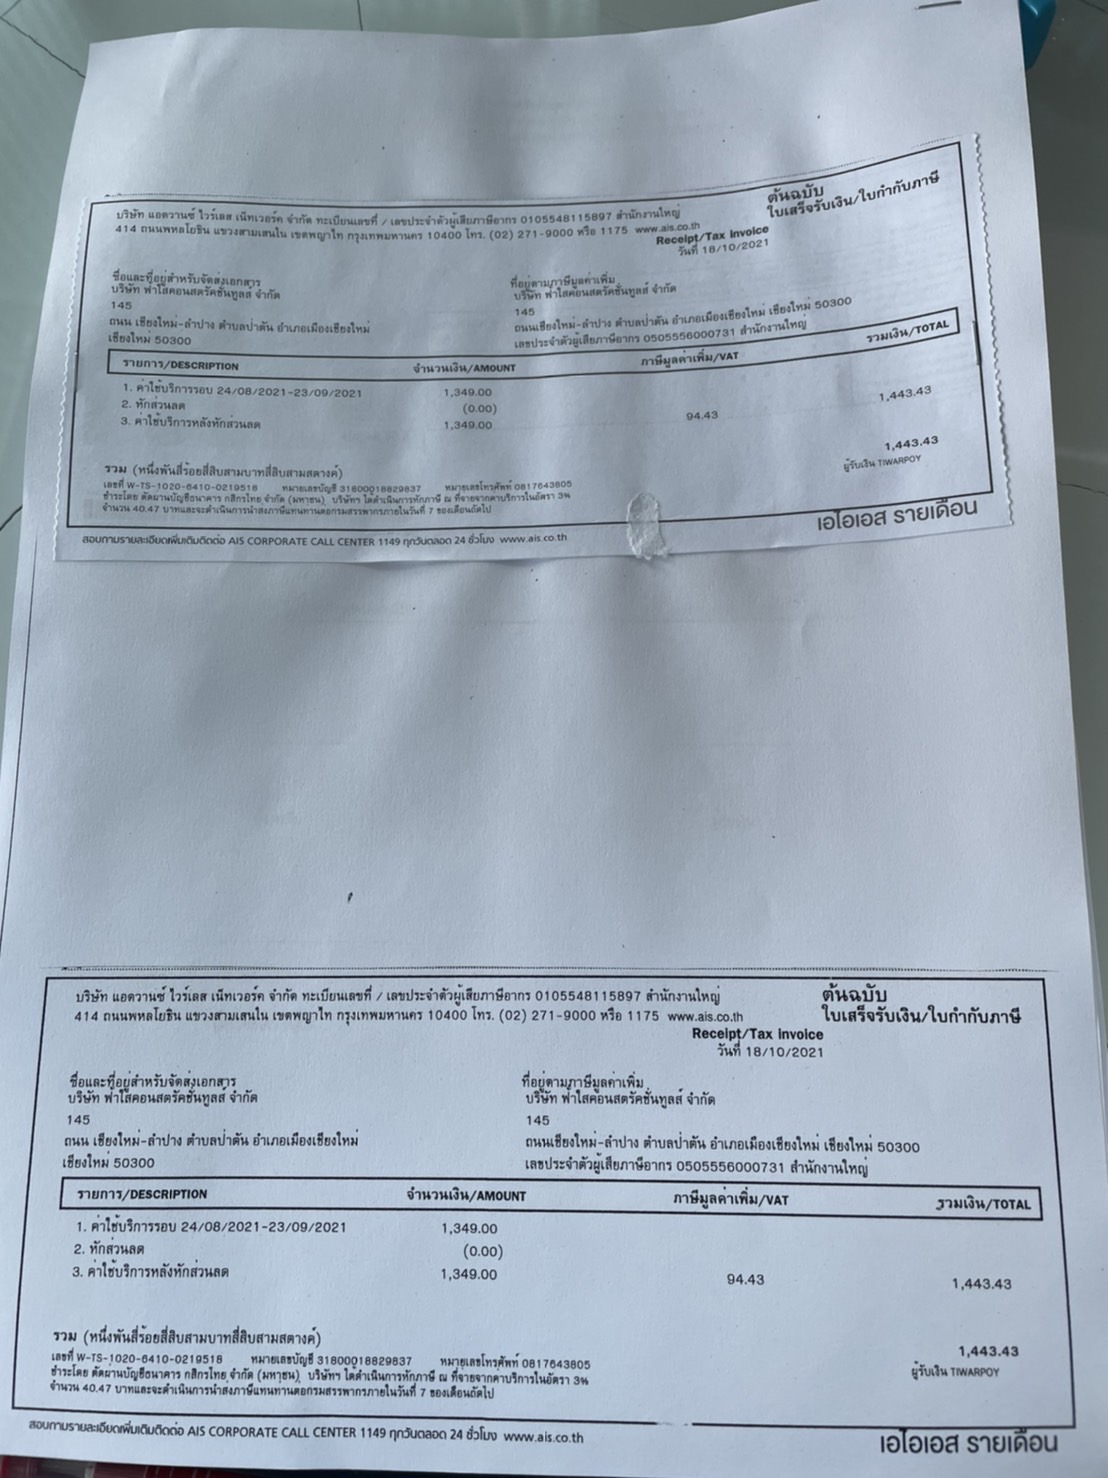 ต้นฉบับ
บริษัท แอดวานซ์ ไวร์เลส เน็ทเวอร์ค จำกัด ทะเบียนเลขที่ / เลขประจำตัวผู้เสียภาษีอากร 0105548115897 สำนักงานใหญ่
ใบเสร็จรับเงิน/ใบกำกับภาษี
414 ถนนพหลโยธิน แขวงสามเสนใน เขตพญาไท กรุงเทพมหานคร 10400 โทร. (02) 271-9000 หรือ 1175 www.ais.co.th
Receipt/Tax Invoice
วันที่ 18/10/2021
ชื่อและที่อยู่สำหรับจัดส่งเอกสาร ที่อยู่ตามภาษีมูลค่าเพิ่ม
บริษัท ฟ้าใสคอนสตรัคชั่นทูลส์ จำกัด บริษัท ฟ้าใสคอนสตรัคชั่นทูลส์ จำกัด
145 145
ถนน เชียงใหม่-ลำปาง ตำบลป่าตัน อำเภอเมืองเชียงใหม่ ถนนเชียงใหม่-ลำปาง ตำบลป่าตัน อำเภอเมืองเชียงใหม่ เชียงใหม่ 50300
เชียงใหม่ 50300 เลขประจำตัวผู้เสียภาษีอากร 0505556000731 สำนักงานใหญ่
รายการ/DESCRIPTION จำนวนเงิน/AMOUNT ภาษีมูลค่าเพิ่ม/VAT รวมเงิน/TOTAL
1. ค่าใช้บริการรอบ 24/08/2021-23/09/2021 1,349.00
2. หักส่วนลด (0.00)
3. ค่าใช้บริการหลังหักส่วนลด 1,349.00 94.43 1,443.43
รวม (หนึ่งพันสี่ร้อยสี่สิบสามบาทสี่สิบสามสตางค์) 1,443.43
เลขที่ W-TS-1020-6410-0219518 หมายเลขบัญชี 31800018829837 หมายเลขโทรศัพท์ 0817643805 ผู้รับเงิน TIWARPOY
ชำระโดย ตัดผ่านบัญชีธนาคาร กสิกรไทย จำกัด (มหาชน) บริษัทฯ ได้ดำเนินการหักภาษี ณ ที่จ่ายจากค่าบริการในอัตรา 3%
จำนวน 40.47 บาทและจะดำเนินการนำส่งภาษีแทนท่านต่อกรมสรรพากรภายในวันที่ 7 ของเดือนถัดไป
เอไอเอส รายเดือน
สอบถามรายละเอียดเพิ่มเติมติดต่อ AIS CORPORATE CALL CENTER 1149 ทุกวันตลอด 24 ชั่วโมง www.ais.co.th
บริษัท แอดวานซ์ ไวร์เลส เน็ทเวอร์ค จำกัด ทะเบียนเลขที่ / เลขประจำตัวผู้เสียภาษีอากร 0105548115897 สำนักงานใหญ่ ต้นฉบับ
414 ถนนพหลโยธิน แขวงสามเสนใน เขตพญาไท กรุงเทพมหานคร 10400 โทร. (02) 271-9000 หรือ 1175 www.ais.co.th ใบเสร็จรับเงิน/ใบกำกับภาษี
Receipt/Tax Invoice
วันที่ 18/10/2021
ชื่อและที่อยู่สำหรับจัดส่งเอกสาร ที่อยู่ตามภาษีมูลค่าเพิ่ม
บริษัท ฟ้าใสคอนสตรัคชั่นทูลส์ จำกัด บริษัท ฟ้าใสคอนสตรัคชั่นทูลส์ จำกัด
145 145
ถนน เชียงใหม่-ลำปาง ตำบลป่าตัน อำเภอเมืองเชียงใหม่ ถนนเชียงใหม่-ลำปาง ตำบลป่าตัน อำเภอเมืองเชียงใหม่ เชียงใหม่ 50300
เชียงใหม่ 50300 เลขประจำตัวผู้เสียภาษีอากร 0505556000731 สำนักงานใหญ่
รายการ/DESCRIPTION จำนวนเงิน/AMOUNT ภาษีมูลค่าเพิ่ม/VAT รวมเงิน/TOTAL
1. ค่าใช้บริการรอบ 24/08/2021-23/09/2021 1,349.00
2. หักส่วนลด (0.00)
3. ค่าใช้บริการหลังหักส่วนลด 1,349.00 94.43 1,443.43
รวม (หนึ่งพันสี่ร้อยสี่สิบสามบาทสี่สิบสามสตางค์) 1,443.43
เลขที่ W-TS-1020-6410-0219518 หมายเลขบัญชี 31800018829837 หมายเลขโทรศัพท์ 0817643805 ผู้รับเงิน TIWARPOY
ชำระโดย ตัดผ่านบัญชีธนาคาร กสิกรไทย จำกัด (มหาชน) บริษัทฯ ได้ดำเนินการหักภาษี ณ ที่จ่ายจากค่าบริการในอัตรา 3%
จำนวน 40.47 บาทและจะดำเนินการนำส่งภาษีแทนท่านต่อกรมสรรพากรภายในวันที่ 7 ของเดือนถัดไป
สอบถามรายละเอียดเพิ่มเติมติดต่อ AIS CORPORATE CALL CENTER 1149 ทุกวันตลอด 24 ชั่วโมง www.ais.co.th เอไอเอส รายเดือน